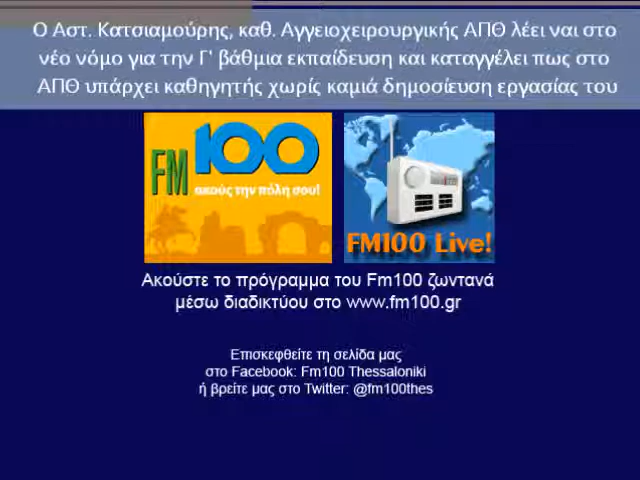 Ο Αστ. Κατσιαμούρης, καθ. Αγγειοχειρουργικής ΑΠΘ λέει ναι στο
νέο νόμο για την Γ' βάθμια εκπαίδευση και καταγγέλει πως στο
ΑΠΘ υπάρχει καθηγητής χωρίς καμιά δημοσίευση εργασίας του
FM 100
ακούς την πόλη σου!
FM100 Live!
Ακούστε το πρόγραμμα του Fm100 ζωντανά
μέσω διαδικτύου στο www.fm100.gr
Επισκεφθείτε τη σελίδα μας
στο Facebook: Fm100 Thessaloniki
ή βρείτε μας στο Twitter: @fm100thes